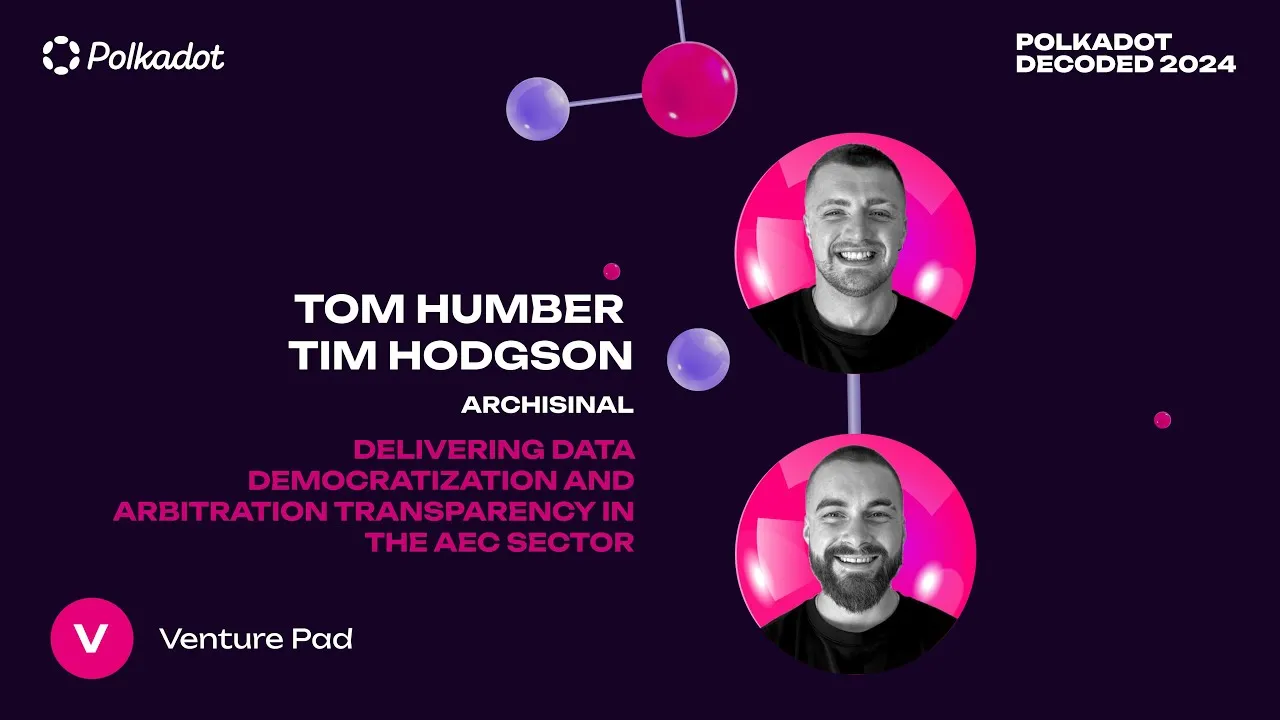 Polkadot
POLKADOT
DECODED 2024
TOM HUMBER
TIM HODGSON
ARCHISINAL
DELIVERING DATA
DEMOCRATIZATION AND
ARBITRATION TRANSPARENCY IN
THE AEC SECTOR
V
Venture Pad